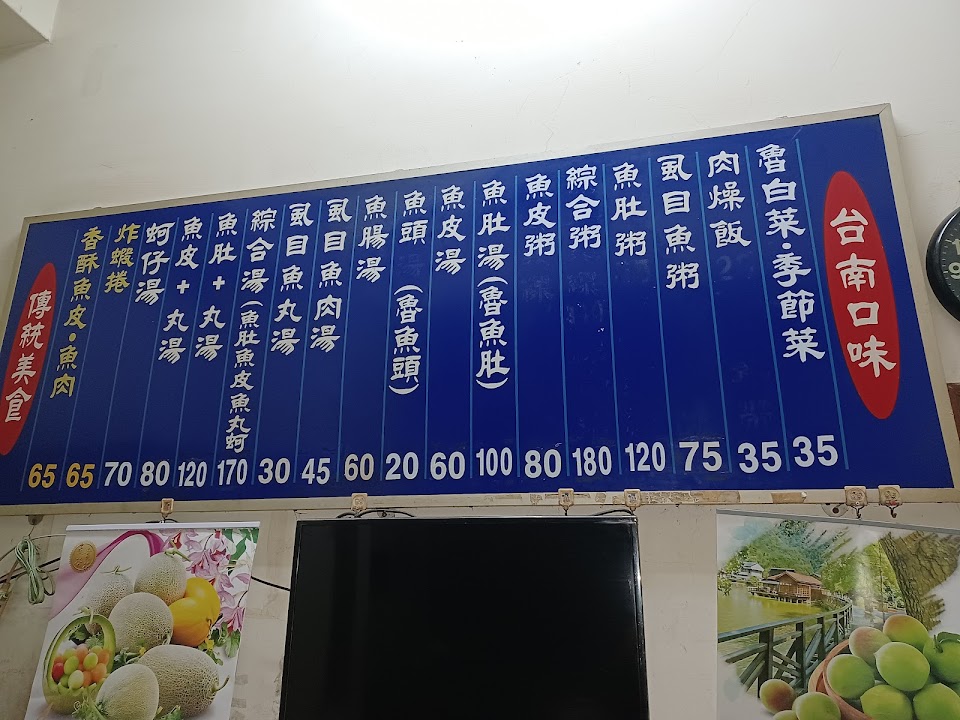 台南口味
魯白菜・季節菜 35
肉燥飯 35
虱目魚粥 75
魚肚粥 120
綜合粥 180
魚皮粥 80
魚肚湯(魯魚肚) 100
魚皮湯 60
魚頭湯(魯魚頭) 20
魚腸湯 60
虱目魚肉湯 45
虱目魚丸湯 30
綜合湯(魚肚魚皮魚丸蚵) 170
魚肚+丸湯 120
魚皮+丸湯 80
蚵仔湯 70
炸蝦捲 65
香酥魚皮・魚肉 65
傳統美食